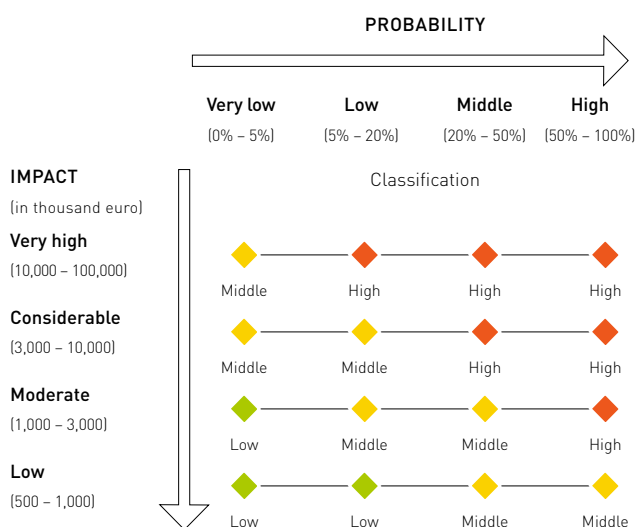 PROBABILITY
Very low Low Middle High
(0% – 5%) (5% – 20%) (20% – 50%) (50% – 100%)
IMPACT Classification
(in thousand euro)
Very high
(10,000 – 100,000)
Middle High High High
Considerable
(3,000 – 10,000)
Middle Middle High High
Moderate
(1,000 – 3,000)
Low Middle Middle High
Low
(500 – 1,000)
Low Low Middle Middle